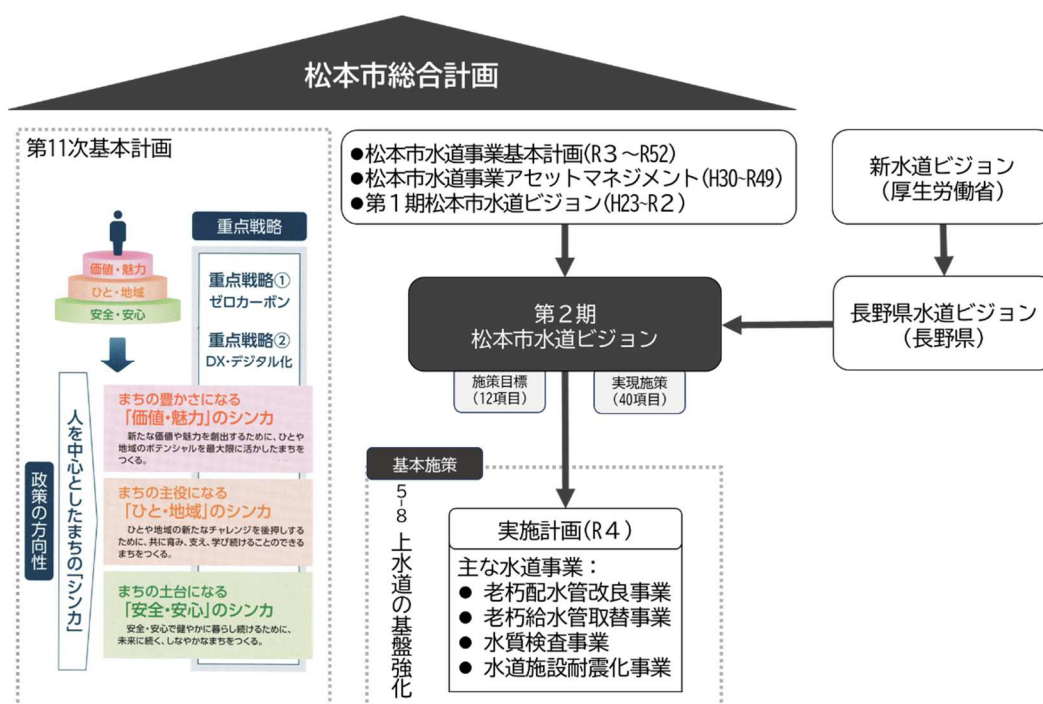 松本市総合計画
第11次基本計画
価値・魅力
ひと・地域
安全・安心
重点戦略
重点戦略①
ゼロカーボン
重点戦略②
DX・デジタル化
政策の方向性
人を中心としたまちの「シンカ」
まちの豊かさになる
「価値・魅力」のシンカ
新たな価値や魅力を創出するために、ひとや
地域のポテンシャルを最大限に活かしたまちを
つくる。
まちの主役になる
「ひと・地域」のシンカ
ひとや地域の新たなチャレンジを後押しする
ために、共に育み、支え、学び続けることのできる
まちをつくる。
まちの土台になる
「安全・安心」のシンカ
安全・安心で健やかに暮らし続けるために、
未来に続く、しなやかなまちをつくる。
●松本市水道事業基本計画(R3～R52)
●松本市水道事業アセットマネジメント(H30~R49)
●第1期松本市水道ビジョン(H23~R2)
新水道ビジョン
(厚生労働省)
長野県水道ビジョン
(長野県)
第2期
松本市水道ビジョン
施策目標
(12項目)
実現施策
(40項目)
基本施策
5-8 上水道の基盤強化
実施計画(R4)
主な水道事業：
● 老朽配水管改良事業
● 老朽給水管取替事業
● 水質検査事業
● 水道施設耐震化事業